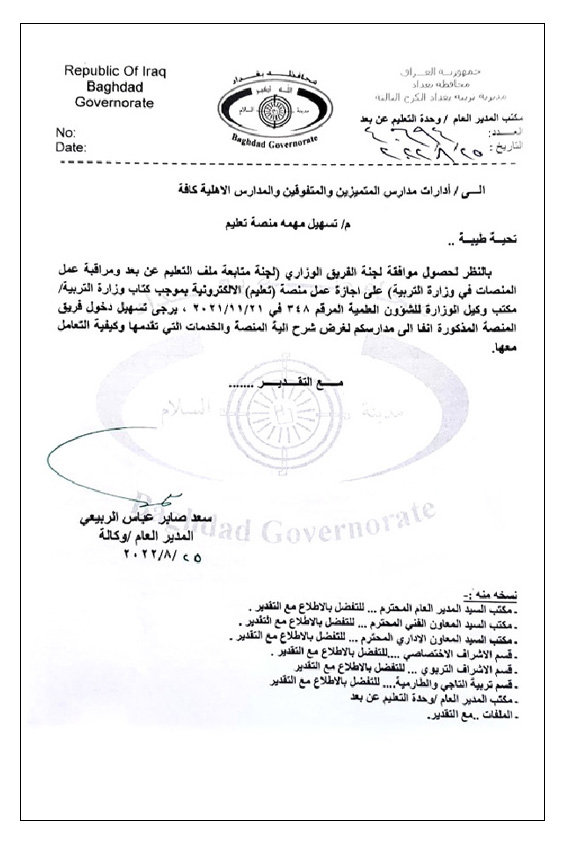 Republic Of Iraq
Baghdad
Governorate
No:
Date:
محافظة بغداد
Baghdad Governorate
جمهورية العراق
محافظة بغداد
مديرية تربية بغداد الكرخ الثالثة
مكتب المدير العام / وحدة التعليم عن بعد
العدد:
التاريخ: ٢٠٢٢/٨/٢٥
الـى / أدارات مدارس المتميزين والمتفوقين والمدارس الاهلية كافة
م/ تسهيل مهمه منصة تعليم
تحيـة طيبـة ..
بالنظر لحصول موافقة لجنة الفريق الوزاري (لجنة متابعة ملف التعليم عن بعد ومراقبة عمل
المنصات في وزارة التربية) على اجازة عمل منصة (تعليم) الالكترونية بموجب كتاب وزارة التربية/
مكتب وكيل الوزارة للشؤون العلمية المرقم ٣٤٨ في ٢٠٢١/١١/٢١ ، يرجى تسهيل دخول فريق
المنصة المذكورة انفا الى مدارسكم لغرض شرح الية المنصة والخدمات التي تقدمها وكيفية التعامل
معها.
مـــع التقديـــر .......
مدينة السلام
Baghdad Governorate
سعد صابر عباس الربيعي
المدير العام /وكالة
٢٠٢٢/٨/٢٥
نسخه منه :-
ـ مكتب السيد المدير العام المحترم ... للتفضل بالاطلاع مع التقدير .
ـ مكتب السيد المعاون الفني المحترم ... للتفضل بالاطلاع مع التقدير .
ـ مكتب السيد المعاون الإداري المحترم ... للتفضل بالاطلاع مع التقدير .
ـ قسم الاشراف الاختصاصي ....للتفضل بالاطلاع مع التقدير .
ـ قسم الاشراف التربوي ... للتفضل بالاطلاع مع التقدير
ـ قسم تربية التاجي والطارمية.... للتفضل بالاطلاع مع التقدير
ـ مكتب المدير العام /وحدة التعليم عن بعد
ـ الملفات ..مع التقدير.